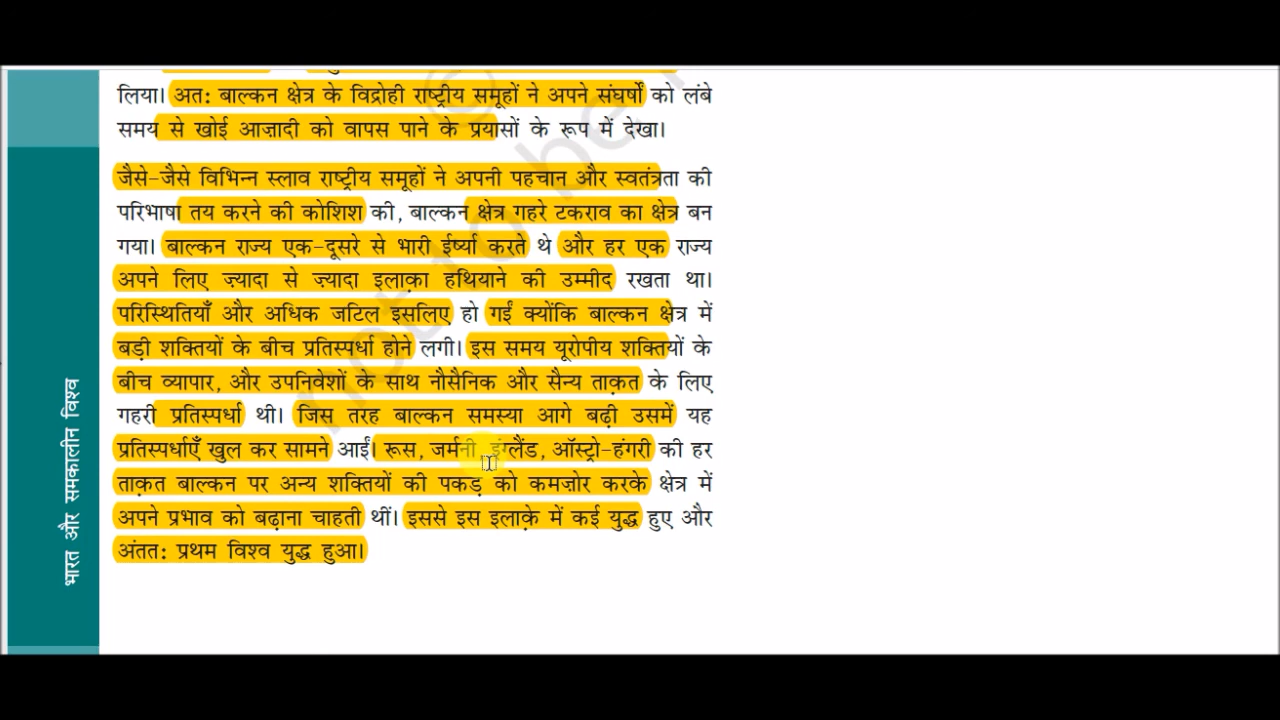 लिया। अतः बाल्कन क्षेत्र के विद्रोही राष्ट्रीय समूहों ने अपने संघर्षों को लंबे
समय से खोई आज़ादी को वापस पाने के प्रयासों के रूप में देखा।
जैसे-जैसे विभिन्न स्लाव राष्ट्रीय समूहों ने अपनी पहचान और स्वतंत्रता की
परिभाषा तय करने की कोशिश की, बाल्कन क्षेत्र गहरे टकराव का क्षेत्र बन
गया। बाल्कन राज्य एक-दूसरे से भारी ईर्ष्या करते थे और हर एक राज्य
अपने लिए ज़्यादा से ज़्यादा इलाक़ा हथियाने की उम्मीद रखता था।
परिस्थितियाँ और अधिक जटिल इसलिए हो गईं क्योंकि बाल्कन क्षेत्र में
बड़ी शक्तियों के बीच प्रतिस्पर्धा होने लगी। इस समय यूरोपीय शक्तियों के
बीच व्यापार, और उपनिवेशों के साथ नौसैनिक और सैन्य ताक़त के लिए
गहरी प्रतिस्पर्धा थी। जिस तरह बाल्कन समस्या आगे बढ़ी उसमें यह
प्रतिस्पर्धाएँ खुल कर सामने आईं। रूस, जर्मनी, इंग्लैंड, ऑस्ट्रो-हंगरी की हर
ताक़त बाल्कन पर अन्य शक्तियों की पकड़ को कमज़ोर करके क्षेत्र में
अपने प्रभाव को बढ़ाना चाहती थीं। इससे इस इलाक़े में कई युद्ध हुए और
अंततः प्रथम विश्व युद्ध हुआ।
भारत और समकालीन विश्व
not to be